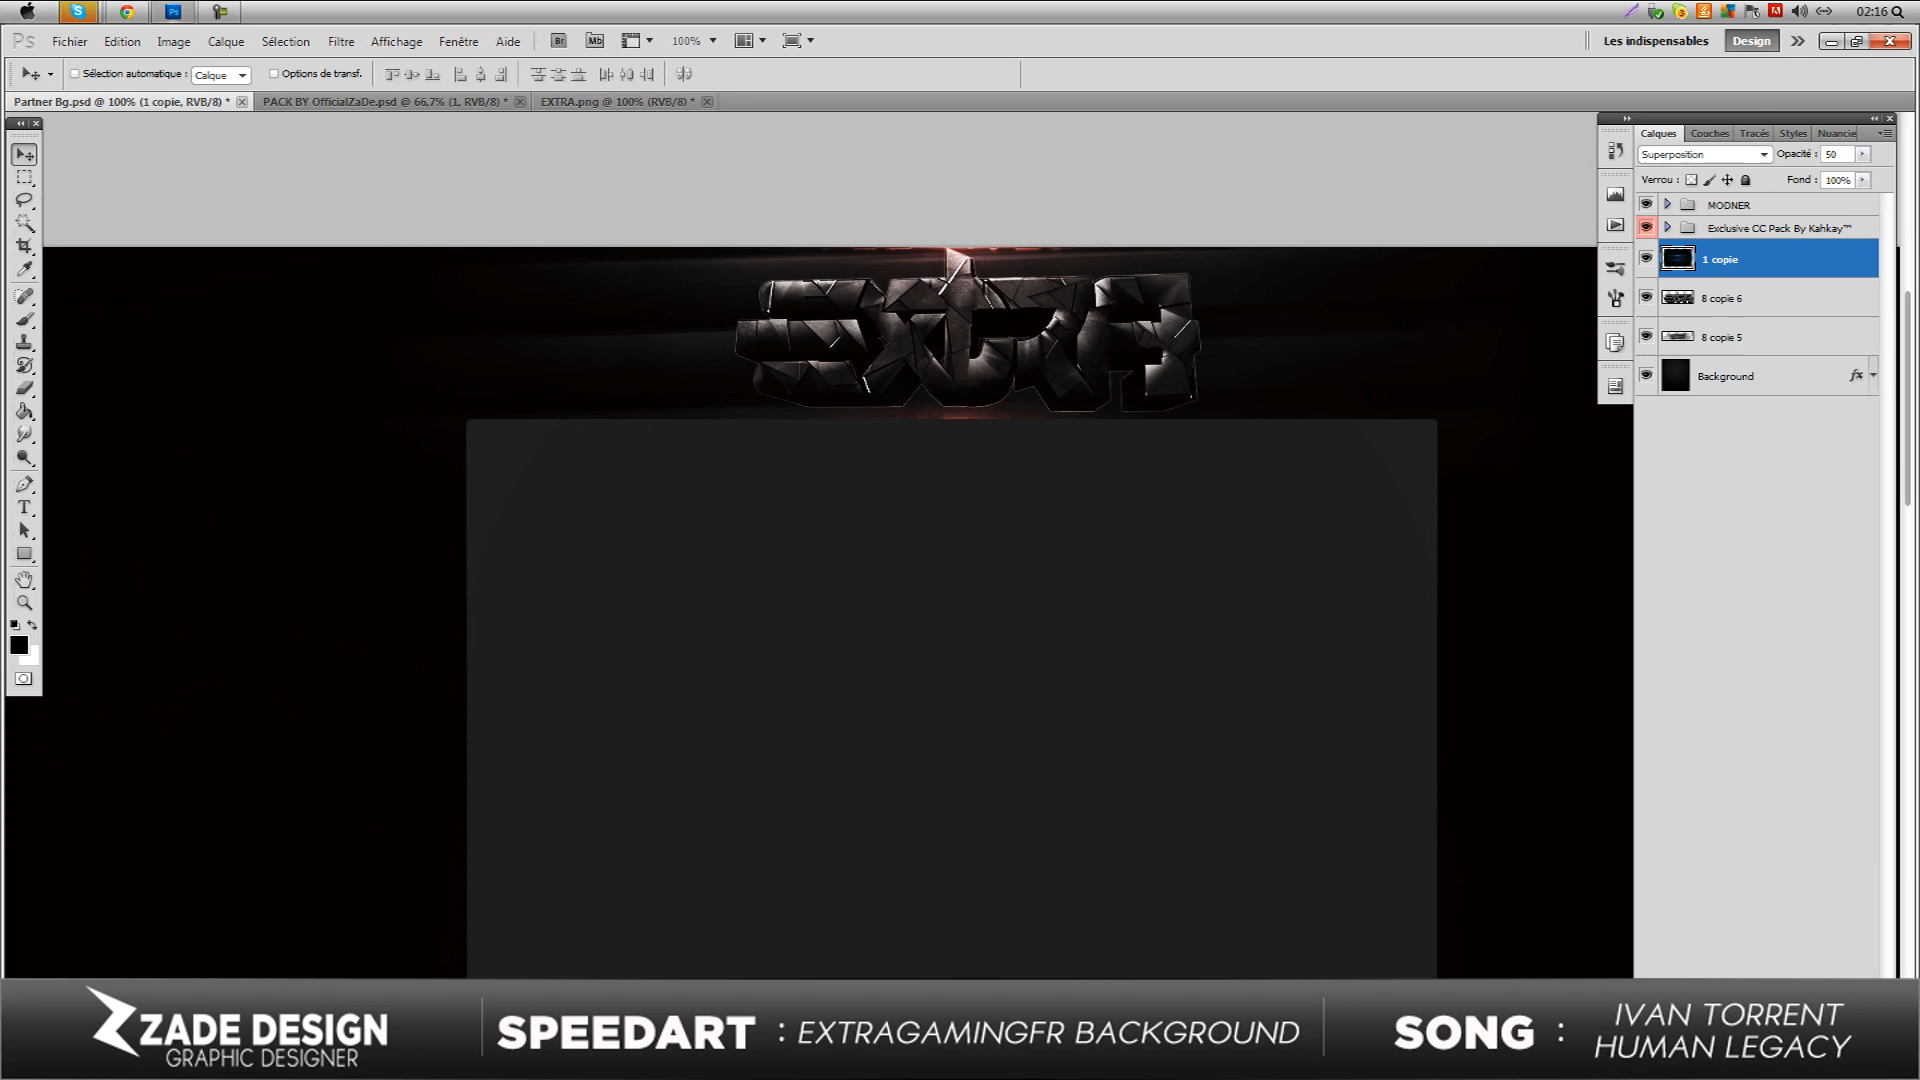 02:16
Ps Fichier Edition Image Calque Sélection Filtre Affichage Fenêtre Aide Br Mb 100% Les indispensables Design
Sélection automatique : Calque Options de transf.
Partner Bg.psd @ 100% (1 copie, RVB/8) * PACK BY OfficialZaDe.psd @ 66,7% (1, RVB/8) * EXTRA.png @ 100% (RVB/8) *
Calques Couches Tracés Styles Nuancie
Superposition Opacité : 50
Verrou : Fond : 100%
MODNER
Exclusive CC Pack By Kahkay™
1 copie
8 copie 6
8 copie 5
Background fx
EXTRA
ZADE DESIGN
GRAPHIC DESIGNER
SPEEDART : EXTRAGAMINGFR BACKGROUND
SONG : IVAN TORRENT
HUMAN LEGACY